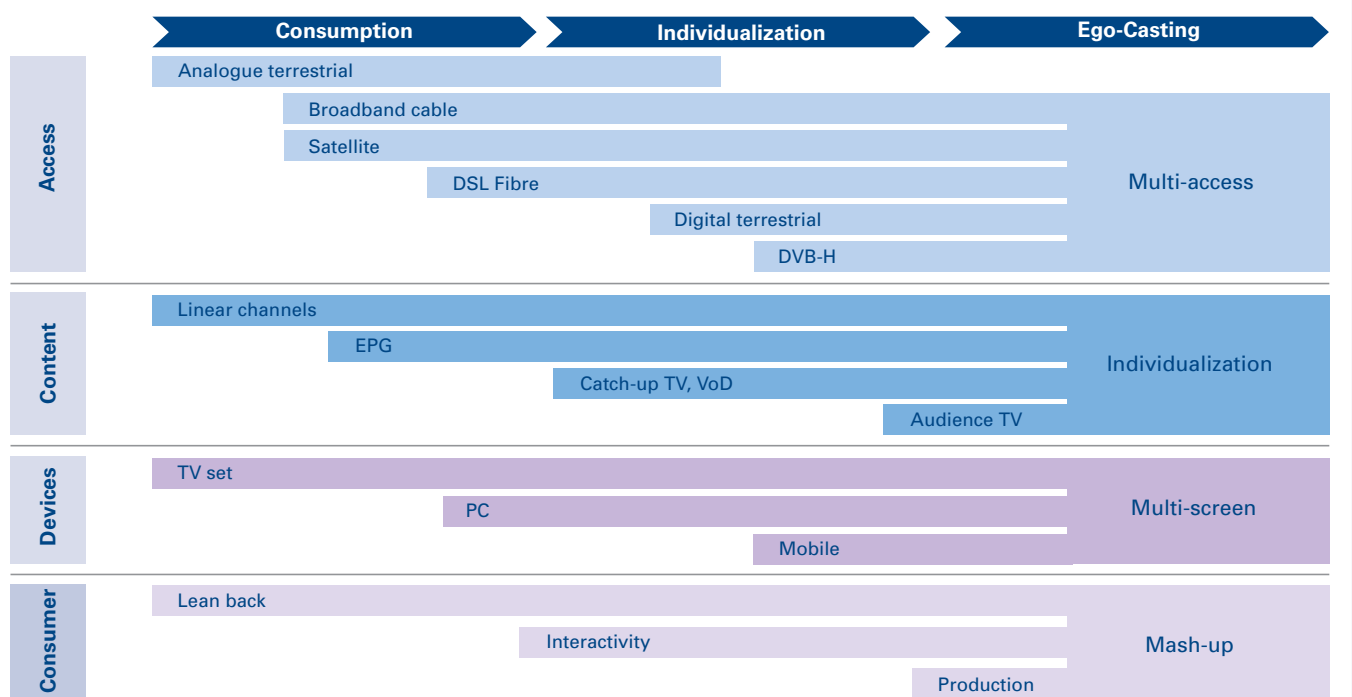 Consumption
Individualization
Ego-Casting
Access
Analogue terrestrial
Broadband cable
Satellite
DSL Fibre
Digital terrestrial
DVB-H
Multi-access
Content
Linear channels
EPG
Catch-up TV, VoD
Audience TV
Individualization
Devices
TV set
PC
Mobile
Multi-screen
Consumer
Lean back
Interactivity
Production
Mash-up